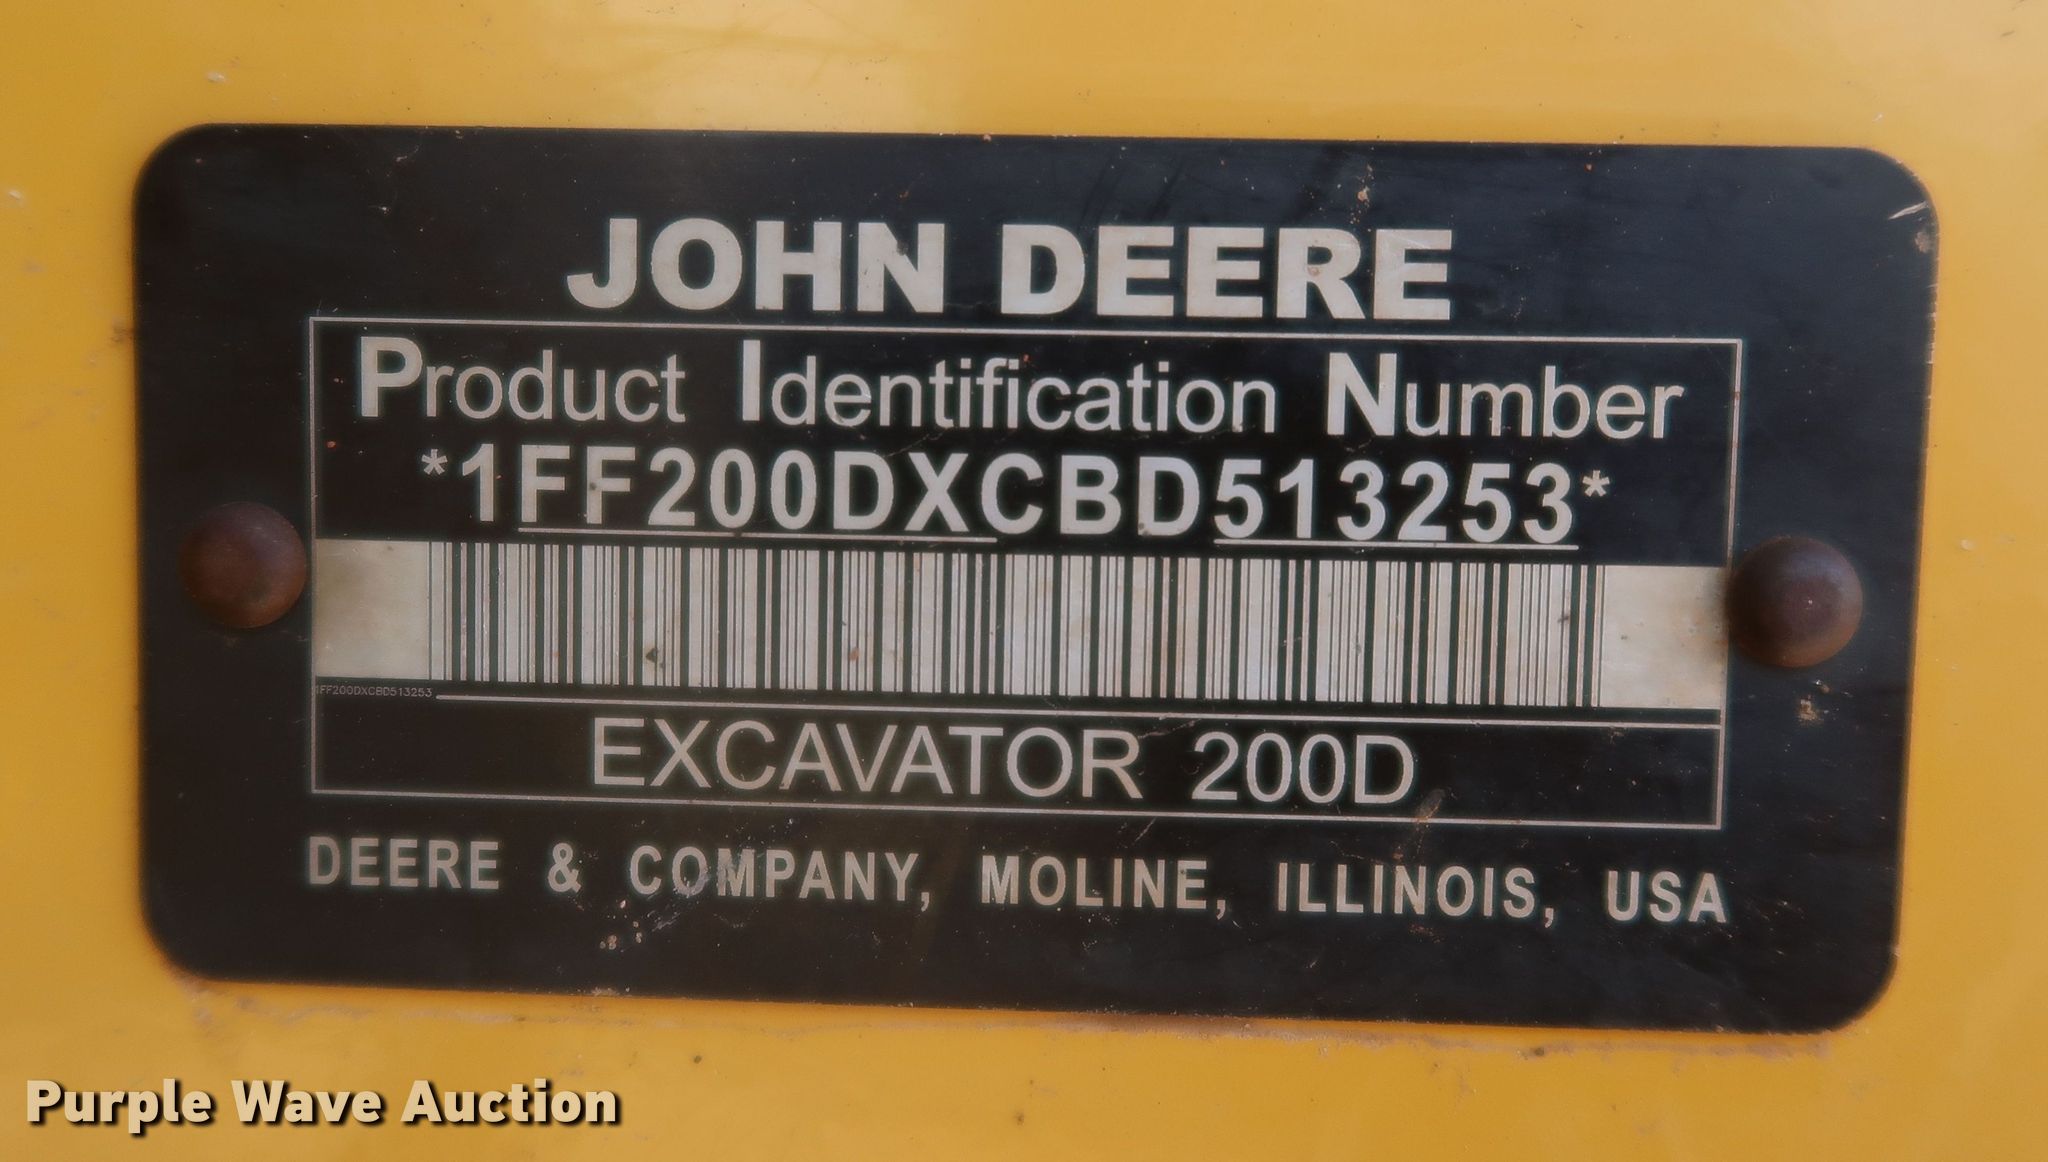 JOHN DEERE
Product Identification Number
*1FF200DXCBD513253*
1FF200DXCBD513253
EXCAVATOR 200D
DEERE & COMPANY, MOLINE, ILLINOIS, USA
Purple Wave Auction